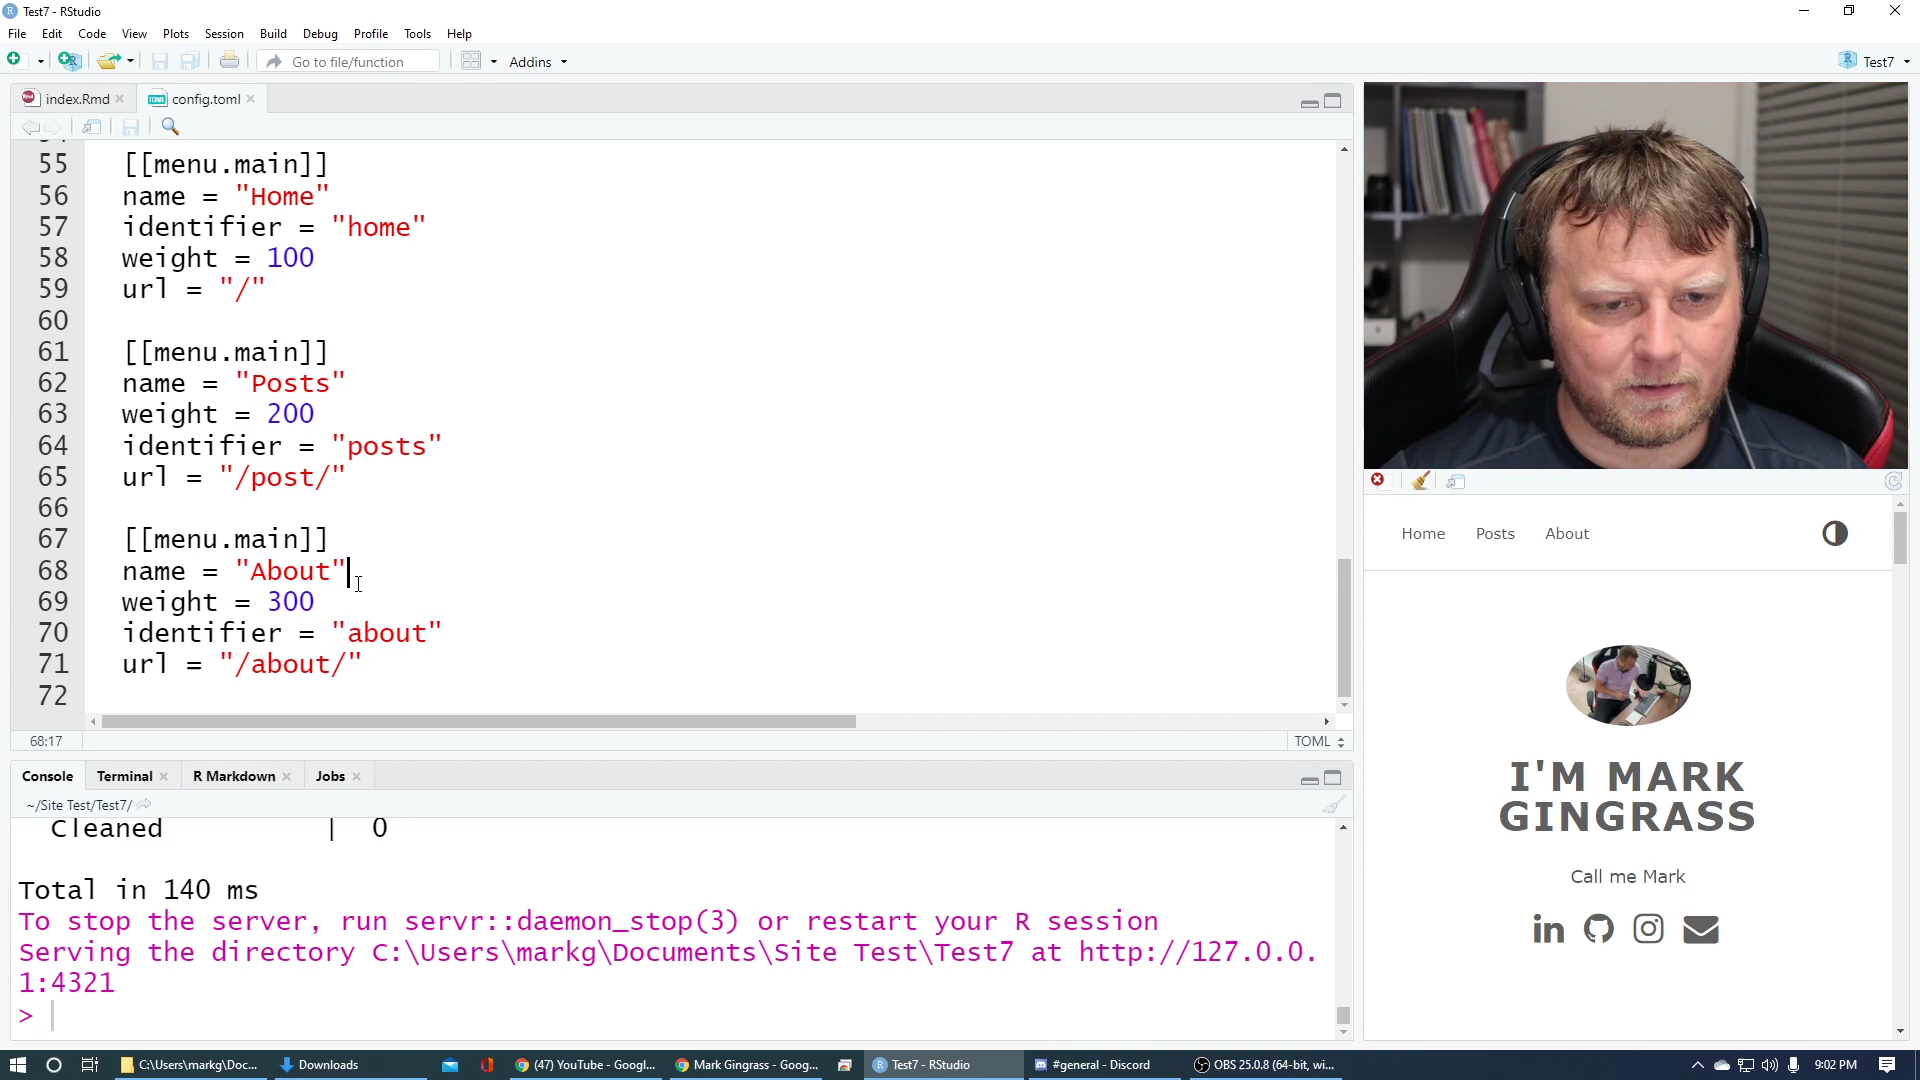 Test7 - RStudio
File Edit Code View Plots Session Build Debug Profile Tools Help
Go to file/function Addins Test7
index.Rmd config.toml
55 [[menu.main]]
56 name = "Home"
57 identifier = "home"
58 weight = 100
59 url = "/"
60
61 [[menu.main]]
62 name = "Posts"
63 weight = 200
64 identifier = "posts"
65 url = "/post/"
66
67 [[menu.main]]
68 name = "About"
69 weight = 300
70 identifier = "about"
71 url = "/about/"
72
68:17 TOML
Console Terminal R Markdown Jobs
~/Site Test/Test7/
Cleaned | 0
Total in 140 ms
To stop the server, run servr::daemon_stop(3) or restart your R session
Serving the directory C:\Users\markg\Documents\Site Test\Test7 at http://127.0.0.
1:4321
>
Home Posts About
I'M MARK
GINGRASS
Call me Mark
C:\Users\markg\Doc... Downloads (47) YouTube - Googl... Mark Gingrass - Goog... Test7 - RStudio #general - Discord OBS 25.0.8 (64-bit, wi... 9:02 PM